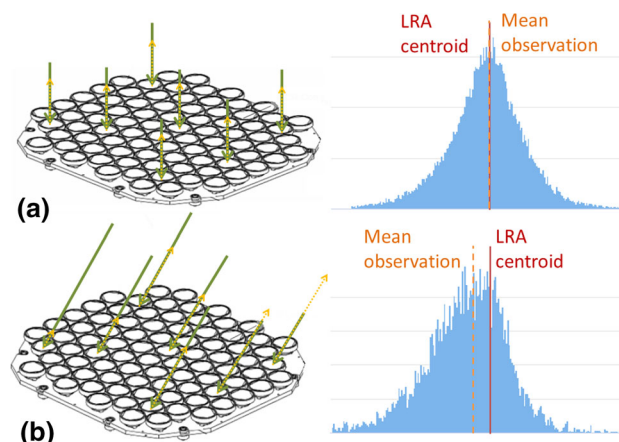 LRA
centroid
Mean
observation
(a)
Mean
observation
LRA
centroid
(b)